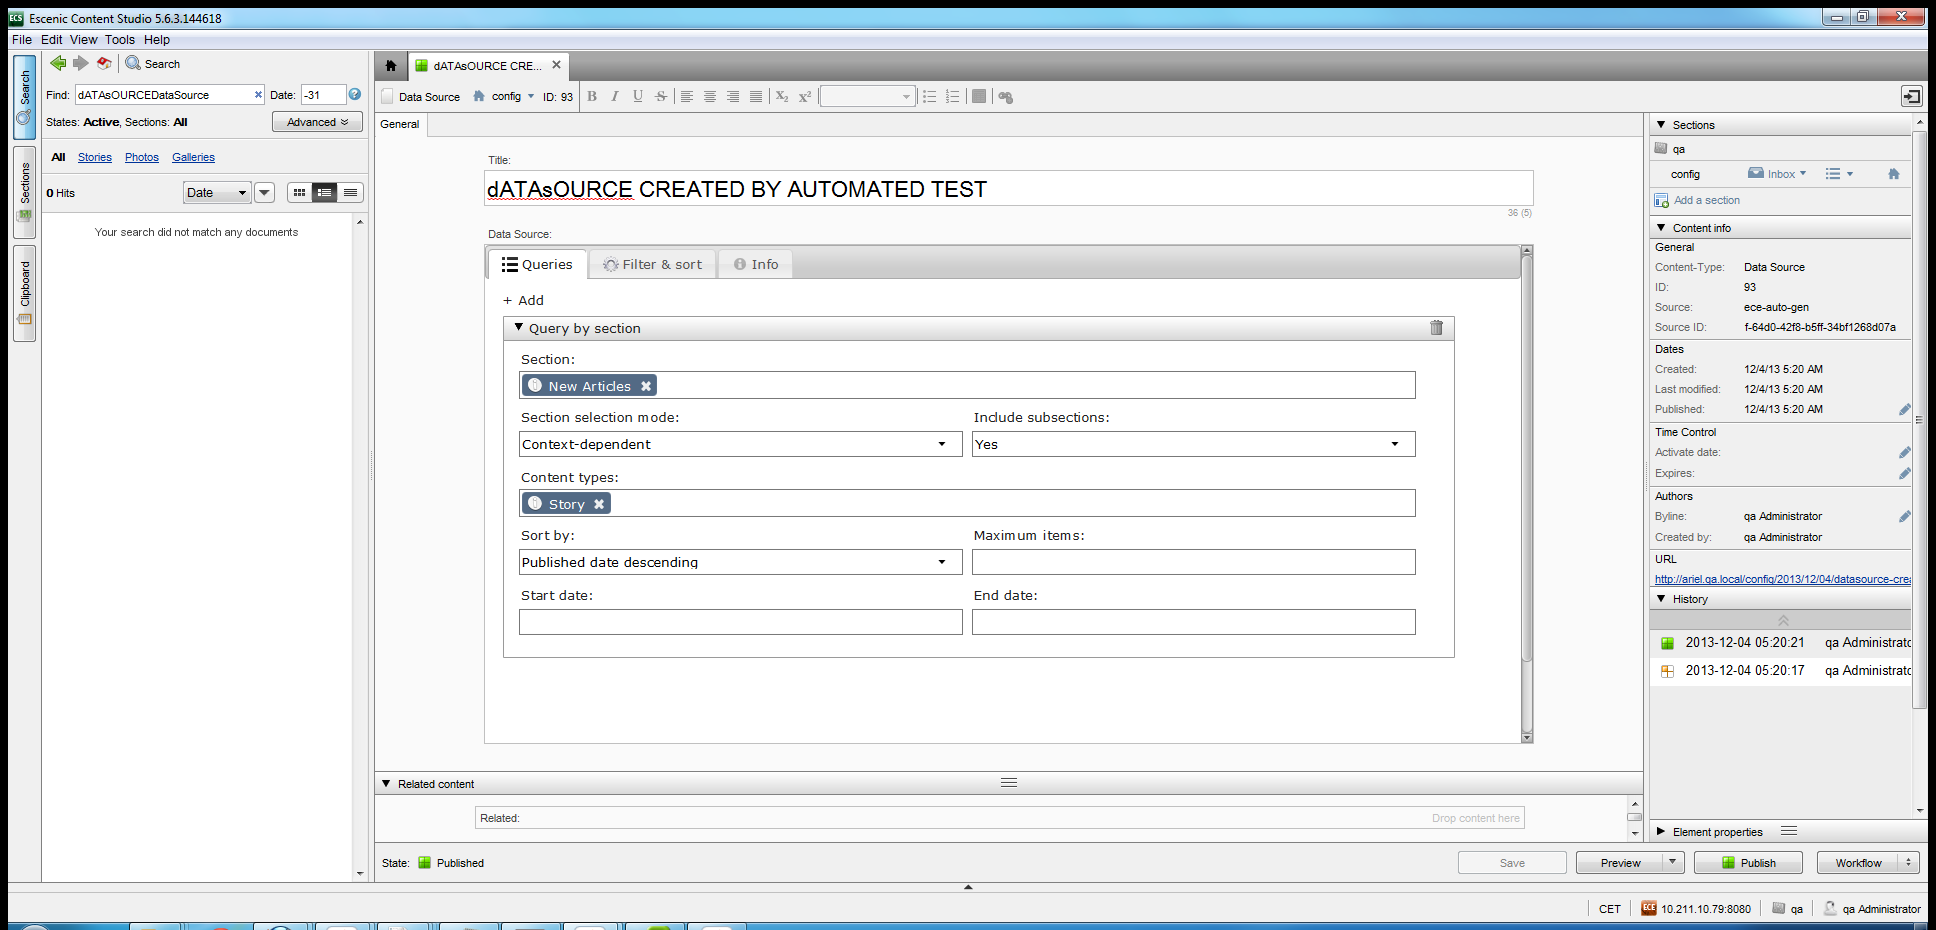 Escenic Content Studio 5.6.3.144618
File Edit View Tools Help
Search
Sections
Clipboard
Search
Find: dATAsOURCEDataSource Date: -31
States: Active, Sections: All Advanced
All Stories Photos Galleries
0 Hits Date
Your search did not match any documents
dATAsOURCE CRE...
Data Source config ID: 93 B I U S X2 X2
General
Title:
dATAsOURCE CREATED BY AUTOMATED TEST
36 (5)
Data Source:
Queries Filter & sort Info
+ Add
Query by section
Section:
New Articles
Section selection mode: Include subsections:
Context-dependent Yes
Content types:
Story
Sort by: Maximum items:
Published date descending
Start date: End date:
Related content
Related: Drop content here
State: Published Save Preview Publish Workflow
Sections
qa
config Inbox
Add a section
Content info
General
Content-Type: Data Source
ID: 93
Source: ece-auto-gen
Source ID: f-64d0-42f8-b5ff-34bf1268d07a
Dates
Created: 12/4/13 5:20 AM
Last modified: 12/4/13 5:20 AM
Published: 12/4/13 5:20 AM
Time Control
Activate date:
Expires:
Authors
Byline: qa Administrator
Created by: qa Administrator
URL
http://ariel.qa.local/config/2013/12/04/datasource-crea
History
2013-12-04 05:20:21 qa Administratc
2013-12-04 05:20:17 qa Administratc
Element properties
CET ECE 10.211.10.79:8080 qa qa Administrator